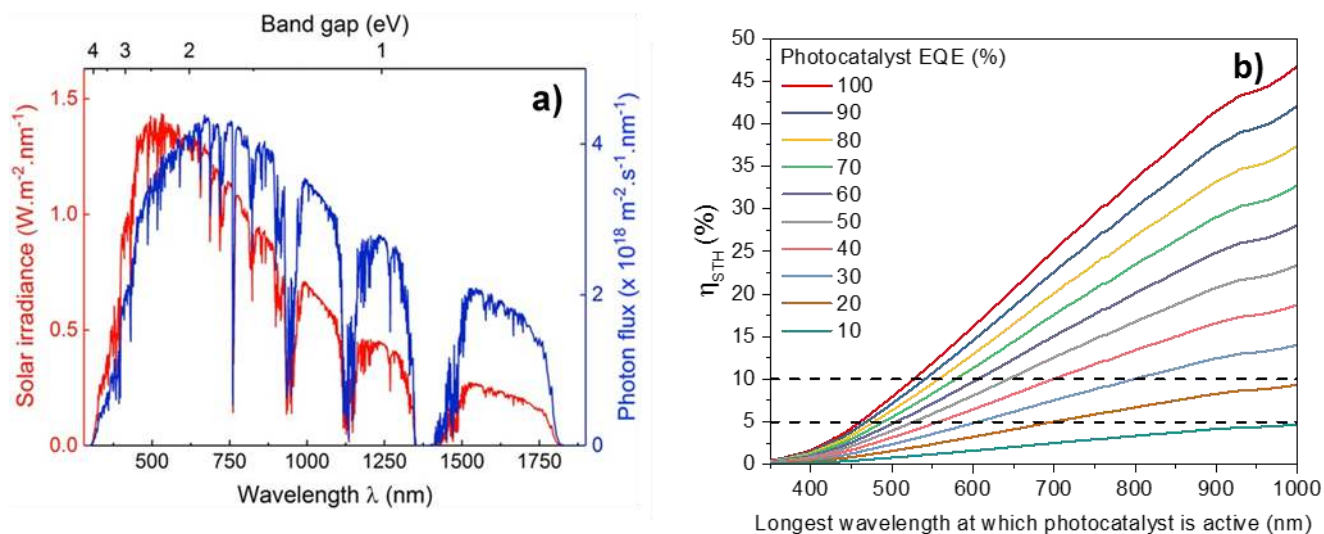 Band gap (eV)
4 3 2 1
a)
1.5
1.0
0.5
0.0
Solar irradiance (W.m⁻².nm⁻¹)
4
2
0
Photon flux (x 10¹⁸ m⁻².s⁻¹.nm⁻¹)
500 750 1000 1250 1500 1750
Wavelength λ (nm)
b)
50
45
40
35
30
25
20
15
10
5
0
η_STH (%)
Photocatalyst EQE (%)
100
90
80
70
60
50
40
30
20
10
400 500 600 700 800 900 1000
Longest wavelength at which photocatalyst is active (nm)